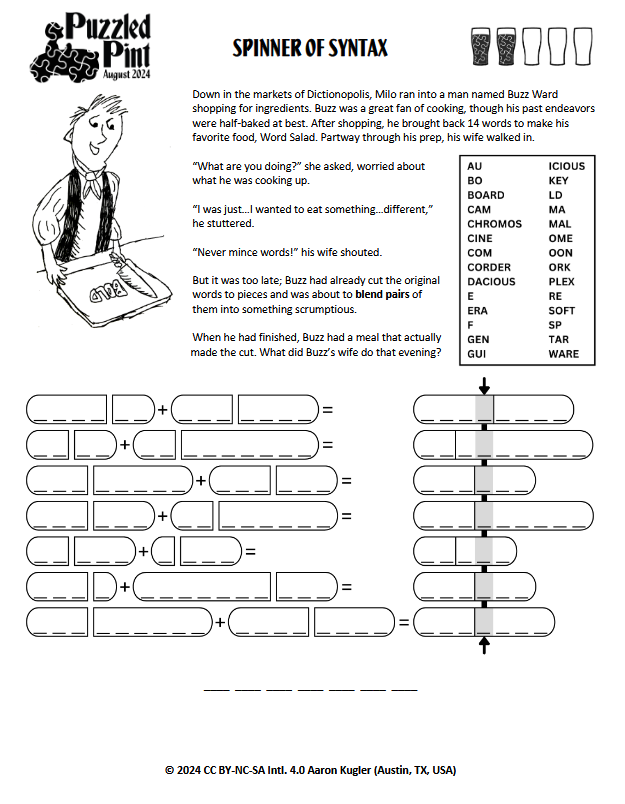 Puzzled
Pint
August 2024
SPINNER OF SYNTAX
Down in the markets of Dictionopolis, Milo ran into a man named Buzz Ward
shopping for ingredients. Buzz was a great fan of cooking, though his past endeavors
were half-baked at best. After shopping, he brought back 14 words to make his
favorite food, Word Salad. Partway through his prep, his wife walked in.
“What are you doing?” she asked, worried about
what he was cooking up.
“I was just…I wanted to eat something…different,”
he stuttered.
“Never mince words!” his wife shouted.
But it was too late; Buzz had already cut the original
words to pieces and was about to blend pairs of
them into something scrumptious.
When he had finished, Buzz had a meal that actually
made the cut. What did Buzz’s wife do that evening?
AU ICIOUS
BO KEY
BOARD LD
CAM MA
CHROMOS MAL
CINE OME
COM OON
CORDER ORK
DACIOUS PLEX
E RE
ERA SOFT
F SP
GEN TAR
GUI WARE
+ =
+ =
+ =
+ =
+ =
+ =
+ =
© 2024 CC BY-NC-SA Intl. 4.0 Aaron Kugler (Austin, TX, USA)